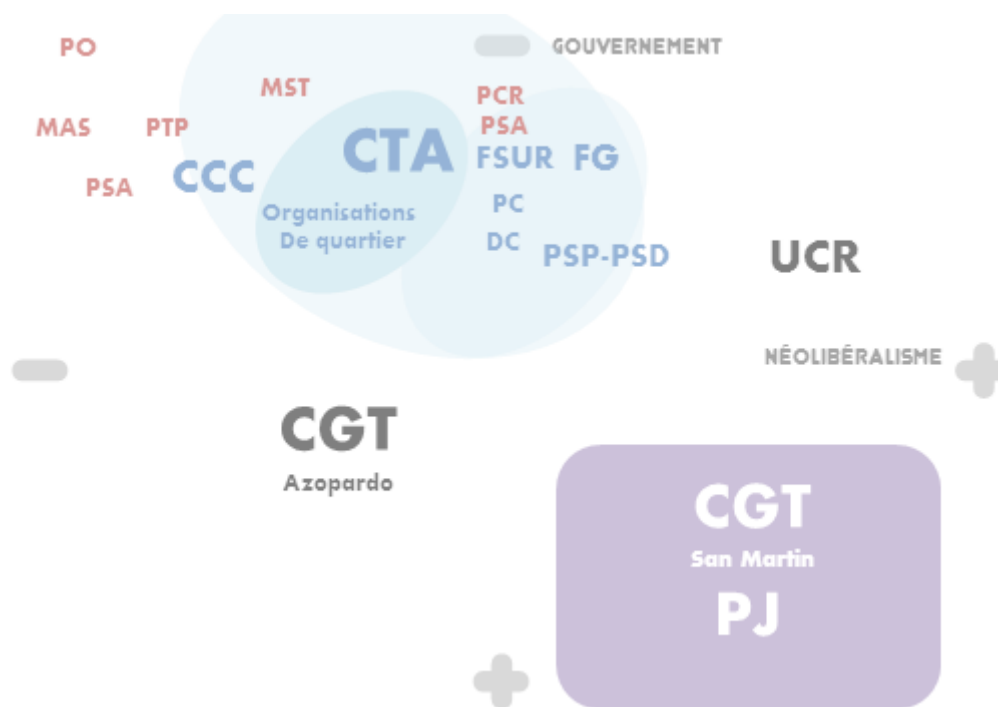 PO
GOUVERNEMENT
MST
PCR
MAS
PTP
PSA
CTA
FSUR
FG
CCC
PSA
Organisations
De quartier
PC
DC
PSP-PSD
UCR
NÉOLIBÉRALISME
CGT
Azopardo
CGT
San Martin
PJ